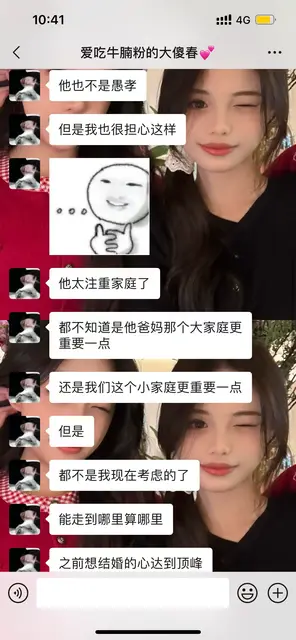 10:41
4G
爱吃牛腩粉的大傻春💕
他也不是愚孝
但是我也很担心这样
他太注重家庭了
都不知道是他爸妈那个大家庭更
重要一点
还是我们这个小家庭更重要一点
但是
都不是我现在考虑的了
能走到哪里算哪里
之前想结婚的心达到顶峰